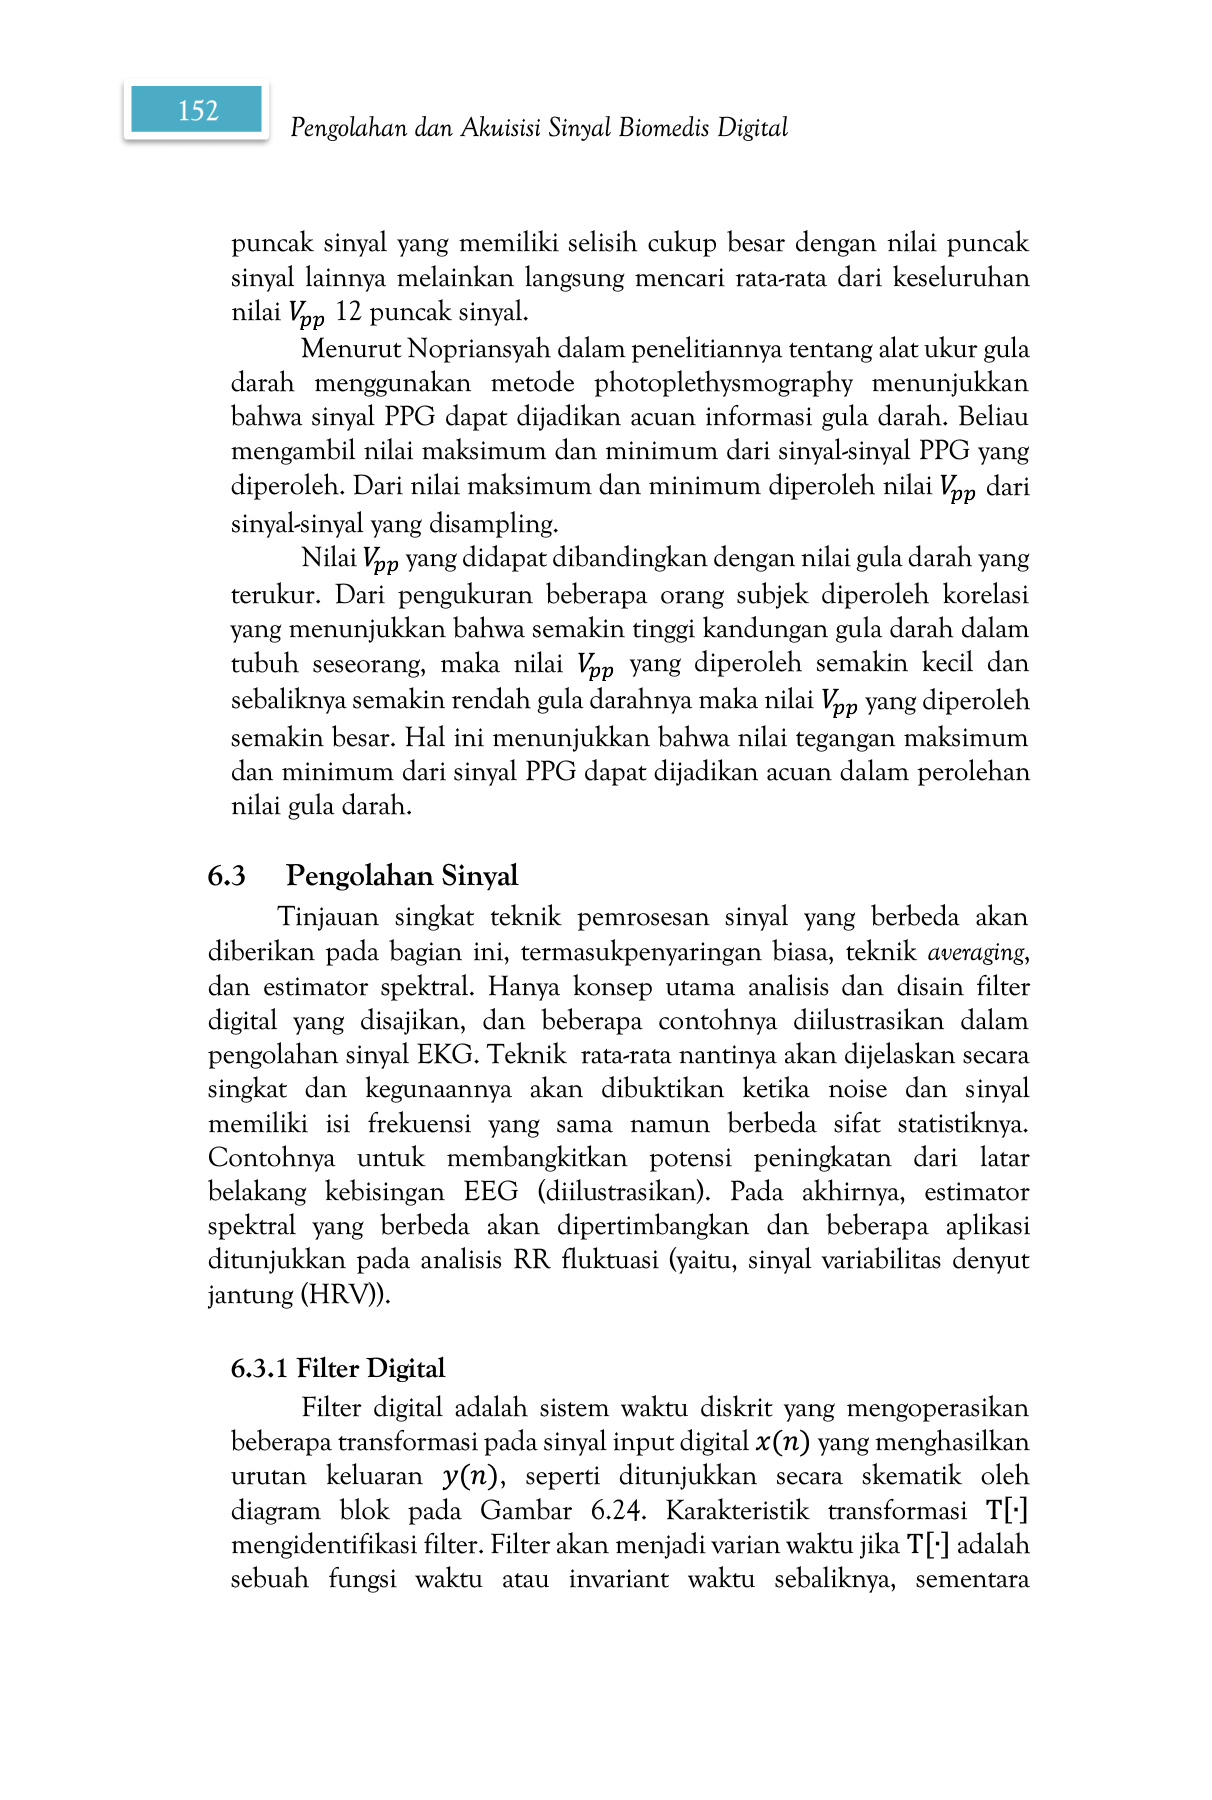 152
Pengolahan dan Akuisisi Sinyal Biomedis Digital
puncak sinyal yang memiliki selisih cukup besar dengan nilai puncak
sinyal lainnya melainkan langsung mencari rata-rata dari keseluruhan
nilai Vpp 12 puncak sinyal.
Menurut Nopriansyah dalam penelitiannya tentang alat ukur gula
darah menggunakan metode photoplethysmography menunjukkan
bahwa sinyal PPG dapat dijadikan acuan informasi gula darah. Beliau
mengambil nilai maksimum dan minimum dari sinyal-sinyal PPG yang
diperoleh. Dari nilai maksimum dan minimum diperoleh nilai Vpp dari
sinyal-sinyal yang disampling.
Nilai Vpp yang didapat dibandingkan dengan nilai gula darah yang
terukur. Dari pengukuran beberapa orang subjek diperoleh korelasi
yang menunjukkan bahwa semakin tinggi kandungan gula darah dalam
tubuh seseorang, maka nilai Vpp yang diperoleh semakin kecil dan
sebaliknya semakin rendah gula darahnya maka nilai Vpp yang diperoleh
semakin besar. Hal ini menunjukkan bahwa nilai tegangan maksimum
dan minimum dari sinyal PPG dapat dijadikan acuan dalam perolehan
nilai gula darah.
6.3 Pengolahan Sinyal
Tinjauan singkat teknik pemrosesan sinyal yang berbeda akan
diberikan pada bagian ini, termasukpenyaringan biasa, teknik averaging,
dan estimator spektral. Hanya konsep utama analisis dan disain filter
digital yang disajikan, dan beberapa contohnya diilustrasikan dalam
pengolahan sinyal EKG. Teknik rata-rata nantinya akan dijelaskan secara
singkat dan kegunaannya akan dibuktikan ketika noise dan sinyal
memiliki isi frekuensi yang sama namun berbeda sifat statistiknya.
Contohnya untuk membangkitkan potensi peningkatan dari latar
belakang kebisingan EEG (diilustrasikan). Pada akhirnya, estimator
spektral yang berbeda akan dipertimbangkan dan beberapa aplikasi
ditunjukkan pada analisis RR fluktuasi (yaitu, sinyal variabilitas denyut
jantung (HRV)).
6.3.1 Filter Digital
Filter digital adalah sistem waktu diskrit yang mengoperasikan
beberapa transformasi pada sinyal input digital x(n) yang menghasilkan
urutan keluaran y(n), seperti ditunjukkan secara skematik oleh
diagram blok pada Gambar 6.24. Karakteristik transformasi T[·]
mengidentifikasi filter. Filter akan menjadi varian waktu jika T[·] adalah
sebuah fungsi waktu atau invariant waktu sebaliknya, sementara